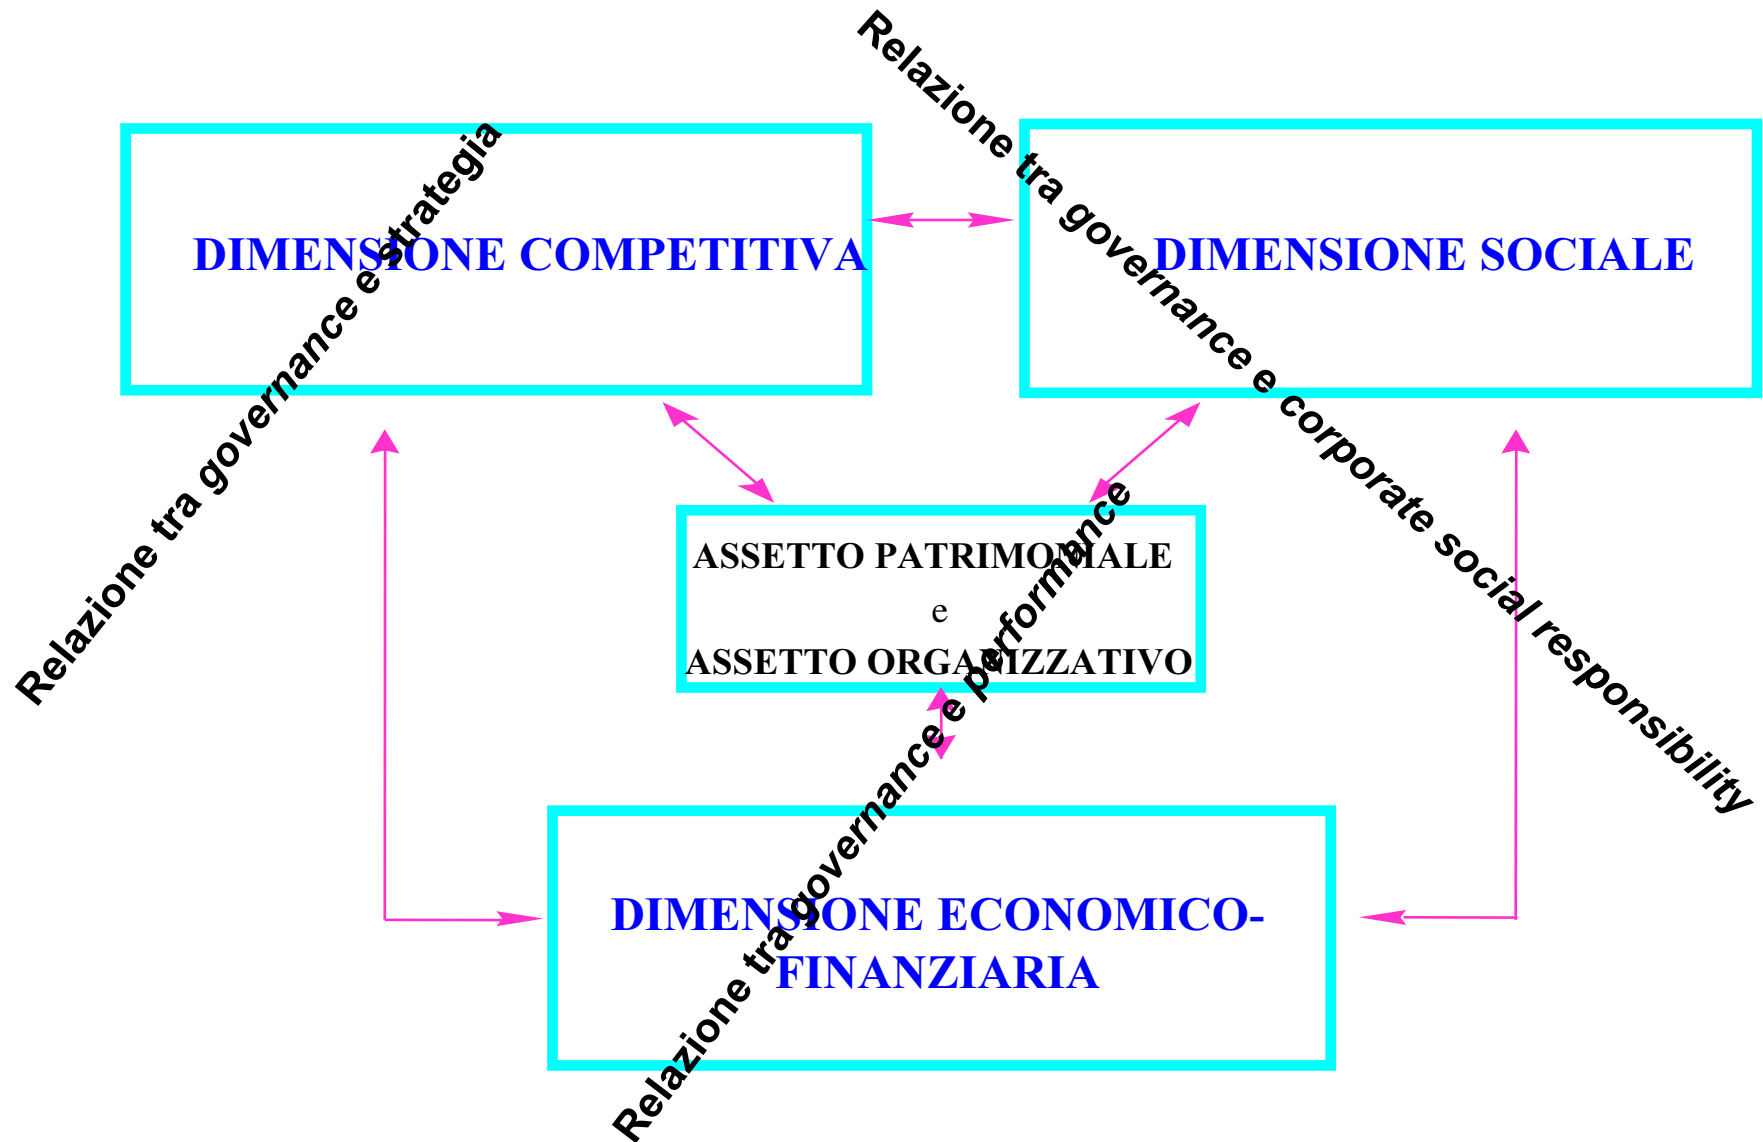 Relazione tra governance e strategia
Relazione tra governance e corporate social responsibility
DIMENSIONE COMPETITIVA
DIMENSIONE SOCIALE
ASSETTO PATRIMONIALE
e
ASSETTO ORGANIZZATIVO
Relazione tra governance e performance
DIMENSIONE ECONOMICO-
FINANZIARIA